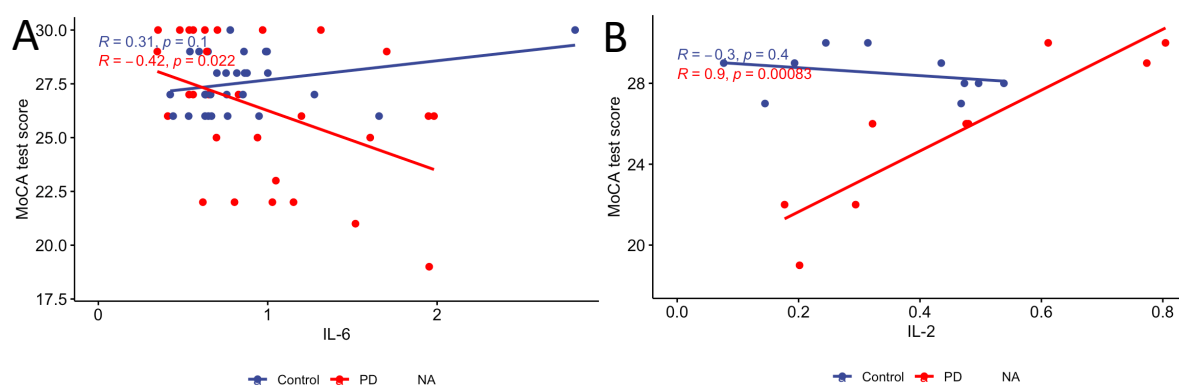 A
MoCA test score
30.0
27.5
25.0
22.5
20.0
17.5
R = 0.31, p = 0.1
R = −0.42, p = 0.022
0
1
2
IL-6
Control PD NA
B
MoCA test score
28
24
20
R = −0.3, p = 0.4
R = 0.9, p = 0.00083
0.0
0.2
0.4
0.6
0.8
IL-2
Control PD NA